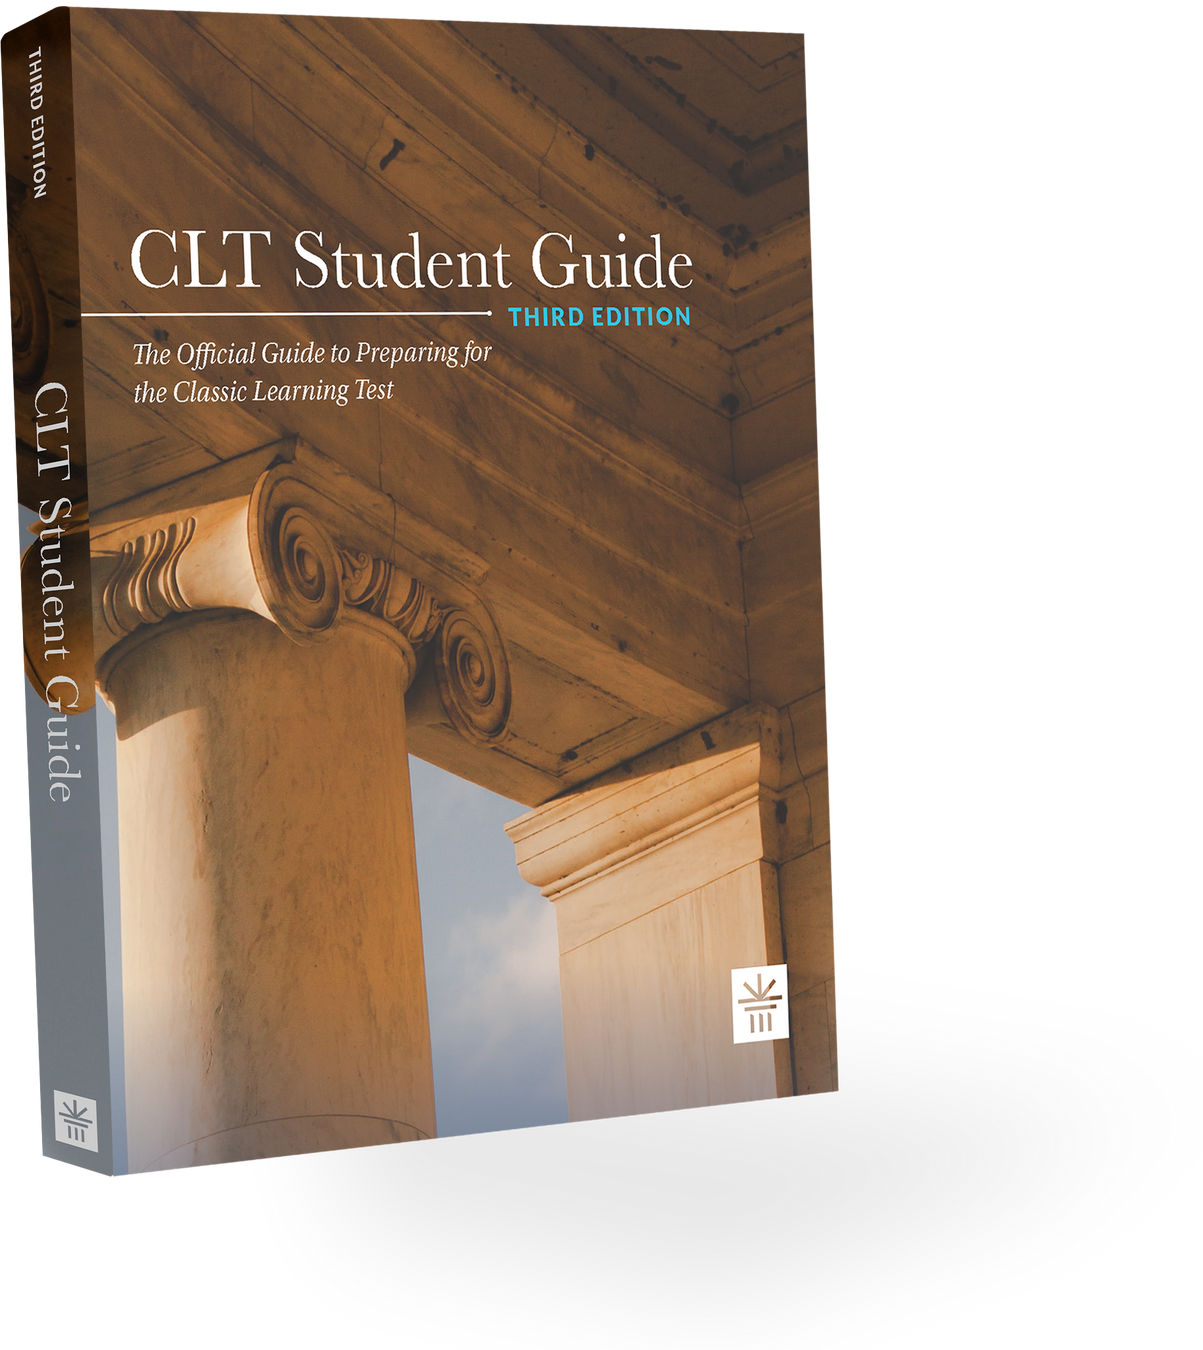 THIRD EDITION
CLT Student Guide
CLT Student Guide
THIRD EDITION
The Official Guide to Preparing for
the Classic Learning Test